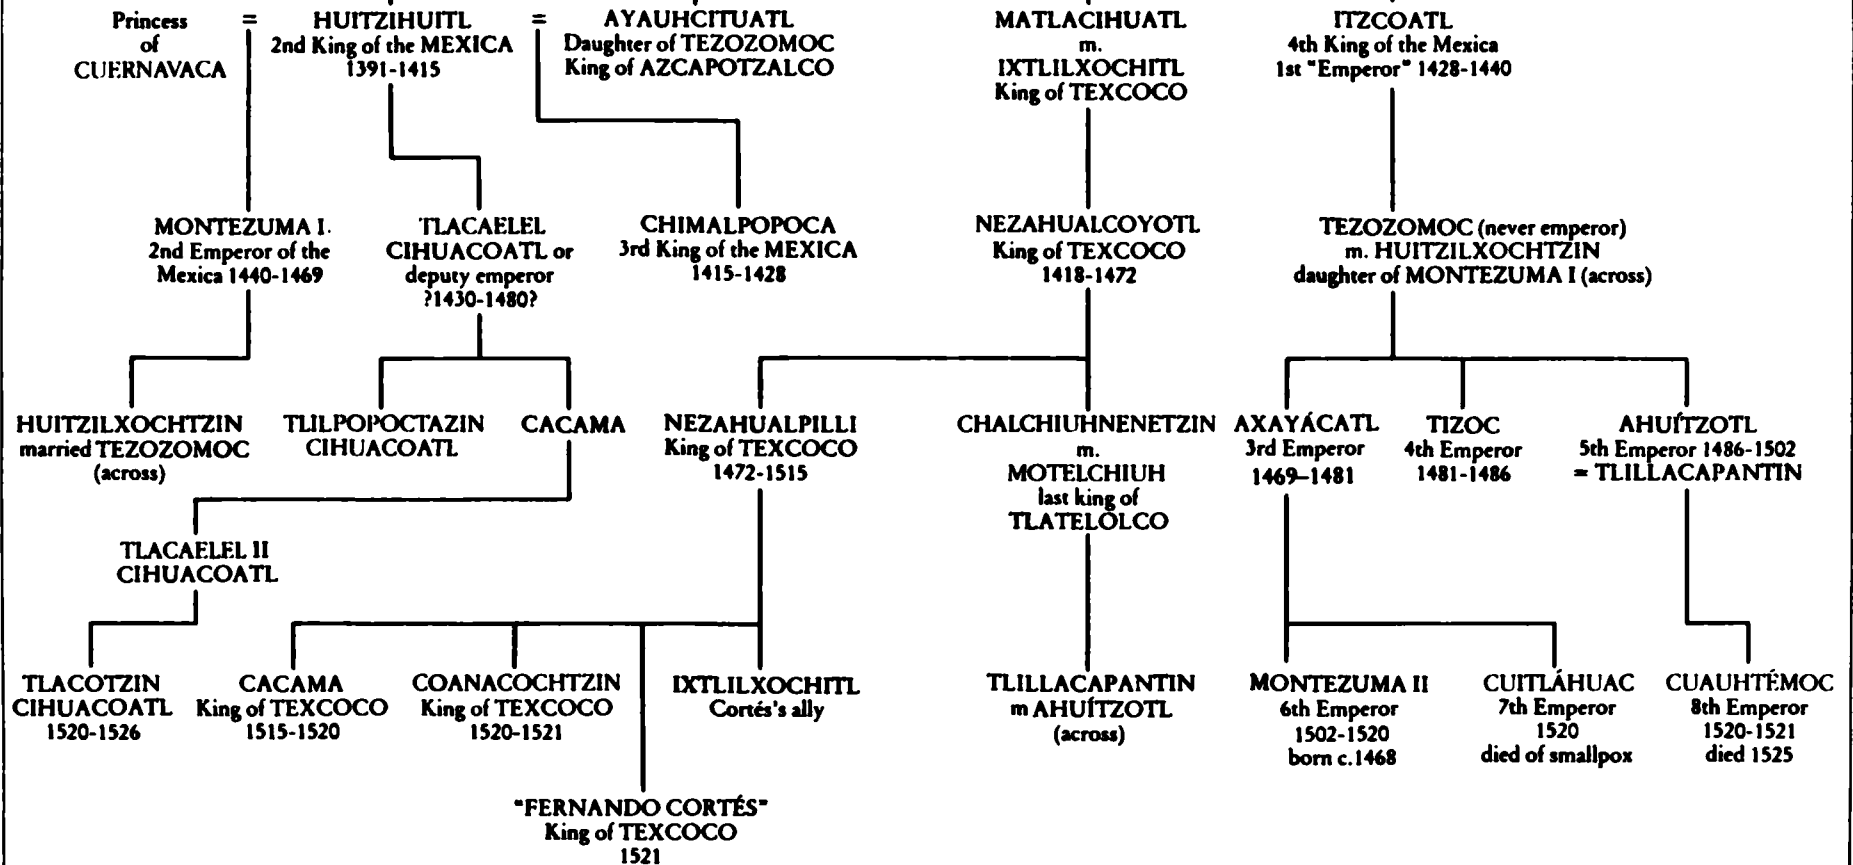 Princess
of
CUERNAVACA
=
HUITZIHUITL
2nd King of the MEXICA
1391-1415
=
AYAUHCITUATL
Daughter of TEZOZOMOC
King of AZCAPOTZALCO
MATLACIHUATL
m.
IXTLILXOCHITL
King of TEXCOCO
ITZCOATL
4th King of the Mexica
1st "Emperor" 1428-1440
MONTEZUMA I.
2nd Emperor of the
Mexica 1440-1469
TLACAELEL
CIHUACOATL or
deputy emperor
?1430-1480?
CHIMALPOPOCA
3rd King of the MEXICA
1415-1428
NEZAHUALCOYOTL
King of TEXCOCO
1418-1472
TEZOZOMOC (never emperor)
m. HUITZILXOCHTZIN
daughter of MONTEZUMA I (across)
HUITZILXOCHTZIN
married TEZOZOMOC
(across)
TLILPOPOCTAZIN
CIHUACOATL
CACAMA
NEZAHUALPILLI
King of TEXCOCO
1472-1515
CHALCHIUHNENETZIN
m.
MOTELCHIUH
last king of
TLATELOLCO
AXAYÁCATL
3rd Emperor
1469–1481
TIZOC
4th Emperor
1481-1486
AHUÍTZOTL
5th Emperor 1486-1502
= TLILLACAPANTIN
TLACAELEL II
CIHUACOATL
TLACOTZIN
CIHUACOATL
1520-1526
CACAMA
King of TEXCOCO
1515-1520
COANACOCHTZIN
King of TEXCOCO
1520-1521
IXTLILXOCHITL
Cortés's ally
TLILLACAPANTIN
m AHUÍTZOTL
(across)
MONTEZUMA II
6th Emperor
1502-1520
born c.1468
CUITLÁHUAC
7th Emperor
1520
died of smallpox
CUAUHTÉMOC
8th Emperor
1520-1521
died 1525
"FERNANDO CORTÉS"
King of TEXCOCO
1521